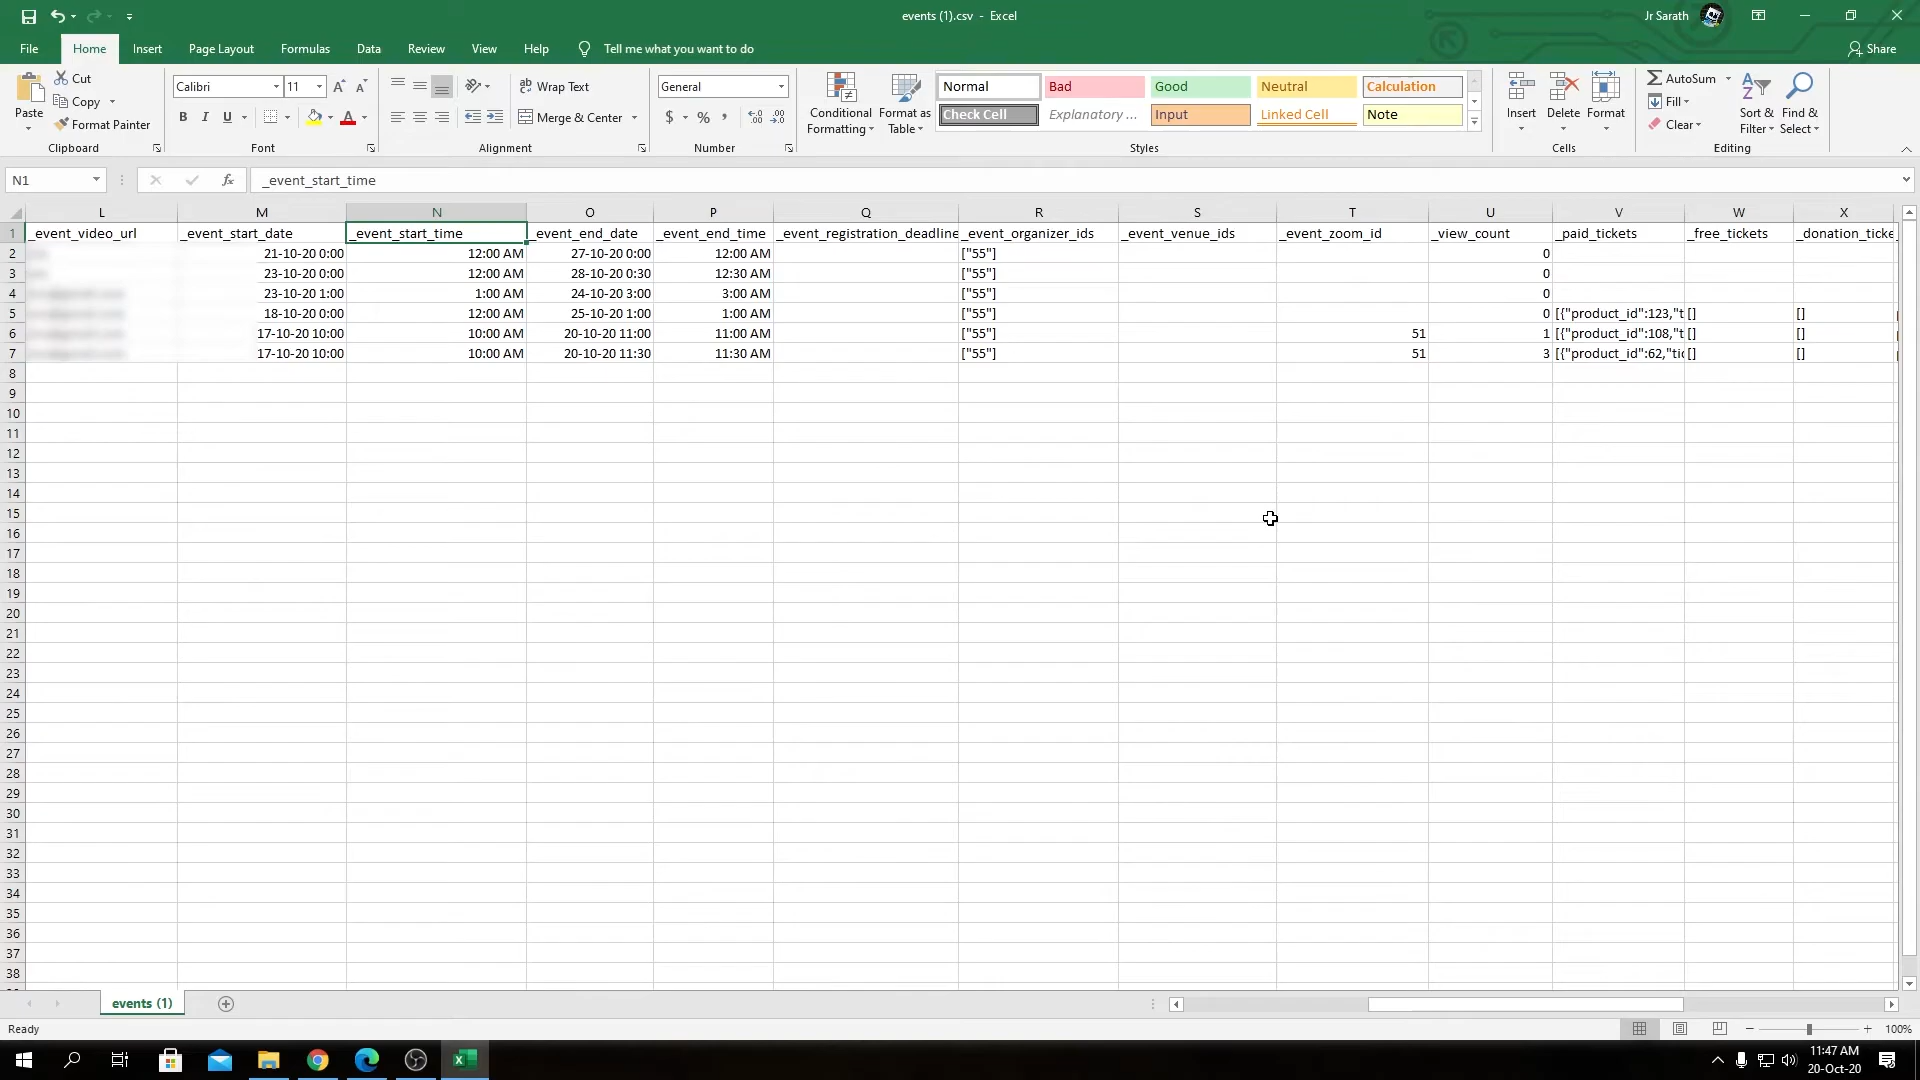 events (1).csv - Excel
Jr Sarath
File Home Insert Page Layout Formulas Data Review View Help Tell me what you want to do
Share
Cut
Copy
Format Painter
Paste
Clipboard
Calibri 11
B I U
Font
Wrap Text
Merge & Center
Alignment
General
$ % ,
Number
Conditional Formatting
Format as Table
Normal Bad Good Neutral Calculation
Check Cell Explanatory ... Input Linked Cell Note
Styles
Insert Delete Format
Cells
AutoSum
Fill
Clear
Sort & Filter
Find & Select
Editing
N1 fx _event_start_time
L M N O P Q R S T U V W X
1 _event_video_url _event_start_date _event_start_time _event_end_date _event_end_time _event_registration_deadline _event_organizer_ids _event_venue_ids _event_zoom_id _view_count _paid_tickets _free_tickets _donation_ticke
2 21-10-20 0:00 12:00 AM 27-10-20 0:00 12:00 AM ["55"] 0
3 23-10-20 0:00 12:00 AM 28-10-20 0:30 12:30 AM ["55"] 0
4 23-10-20 1:00 1:00 AM 24-10-20 3:00 3:00 AM ["55"] 0
5 18-10-20 0:00 12:00 AM 25-10-20 1:00 1:00 AM ["55"] 0 [{"product_id":123,"t [] []
6 17-10-20 10:00 10:00 AM 20-10-20 11:00 11:00 AM ["55"] 51 1 [{"product_id":108,"t [] []
7 17-10-20 10:00 10:00 AM 20-10-20 11:30 11:30 AM ["55"] 51 3 [{"product_id":62,"tic [] []
8
9
10
11
12
13
14
15
16
17
18
19
20
21
22
23
24
25
26
27
28
29
30
31
32
33
34
35
36
37
38
events (1)
Ready
100%
11:47 AM
20-Oct-20